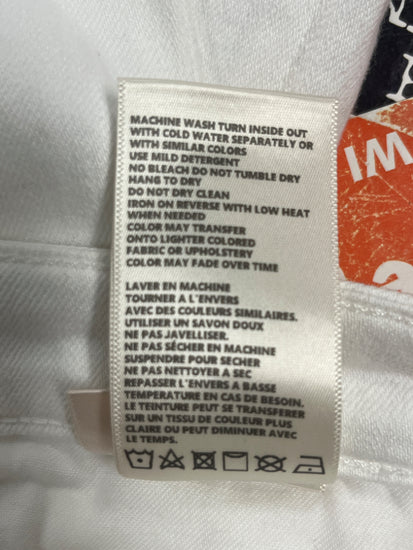 MACHINE WASH TURN INSIDE OUT
WITH COLD WATER SEPARATELY OR
WITH SIMILAR COLORS
USE MILD DETERGENT
NO BLEACH DO NOT TUMBLE DRY
HANG TO DRY
DO NOT DRY CLEAN
IRON ON REVERSE WITH LOW HEAT
WHEN NEEDED
COLOR MAY TRANSFER
ONTO LIGHTER COLORED
FABRIC OR UPHOLSTERY
COLOR MAY FADE OVER TIME
LAVER EN MACHINE
TOURNER A L'ENVERS
AVEC DES COULEURS SIMILAIRES.
UTILISER UN SAVON DOUX
NE PAS JAVELLISER.
NE PAS SÉCHER EN MACHINE
SUSPENDRE POUR SÉCHER
NE PAS NETTOYER A SEC
REPASSER L'ENVERS A BASSE
TEMPÉRATURE EN CAS DE BESOIN.
LE TEINTURE PEUT SE TRANSFÉRER
SUR UN TISSU DE COULEUR PLUS
CLAIRE OU PEUT DIMINUER AVEC
LE TEMPS.